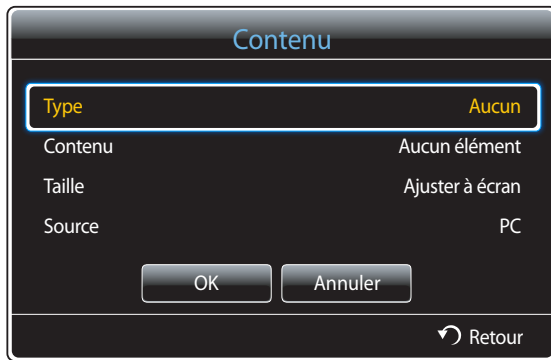 Contenu
Type Aucun
Contenu Aucun élément
Taille Ajuster à écran
Source PC
OK Annuler
Retour